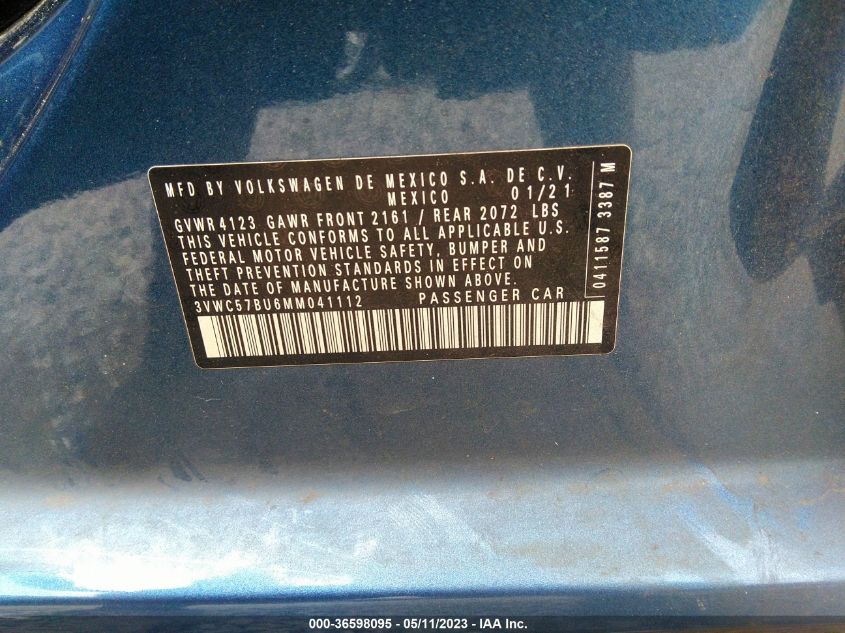 MFD BY VOLKSWAGEN DE MEXICO S.A. DE C.V.
MEXICO 01/21
GVWR 4123 GAWR FRONT 2161 / REAR 2072 LBS
THIS VEHICLE CONFORMS TO ALL APPLICABLE U.S.
FEDERAL MOTOR VEHICLE SAFETY, BUMPER AND
THEFT PREVENTION STANDARDS IN EFFECT ON
THE DATE OF MANUFACTURE SHOWN ABOVE.
3VWC57BU6MM041112 PASSENGER CAR
0411587 3387 M
000-36598095 - 05/11/2023 - IAA Inc.